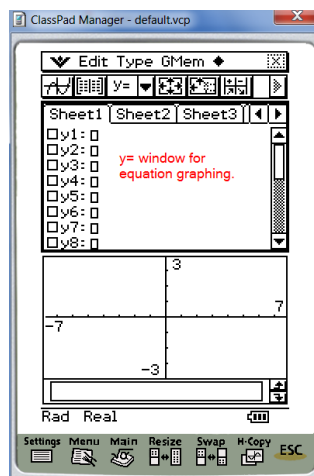 ClassPad Manager - default.vcp
Edit Type GMem
y=
Sheet1 Sheet2 Sheet3
y1:
y2:
y3:
y4:
y5:
y6:
y7:
y8:
y= window for
equation graphing.
3
7
-7
-3
Rad Real
Settings Menu Main Resize Swap H-Copy ESC